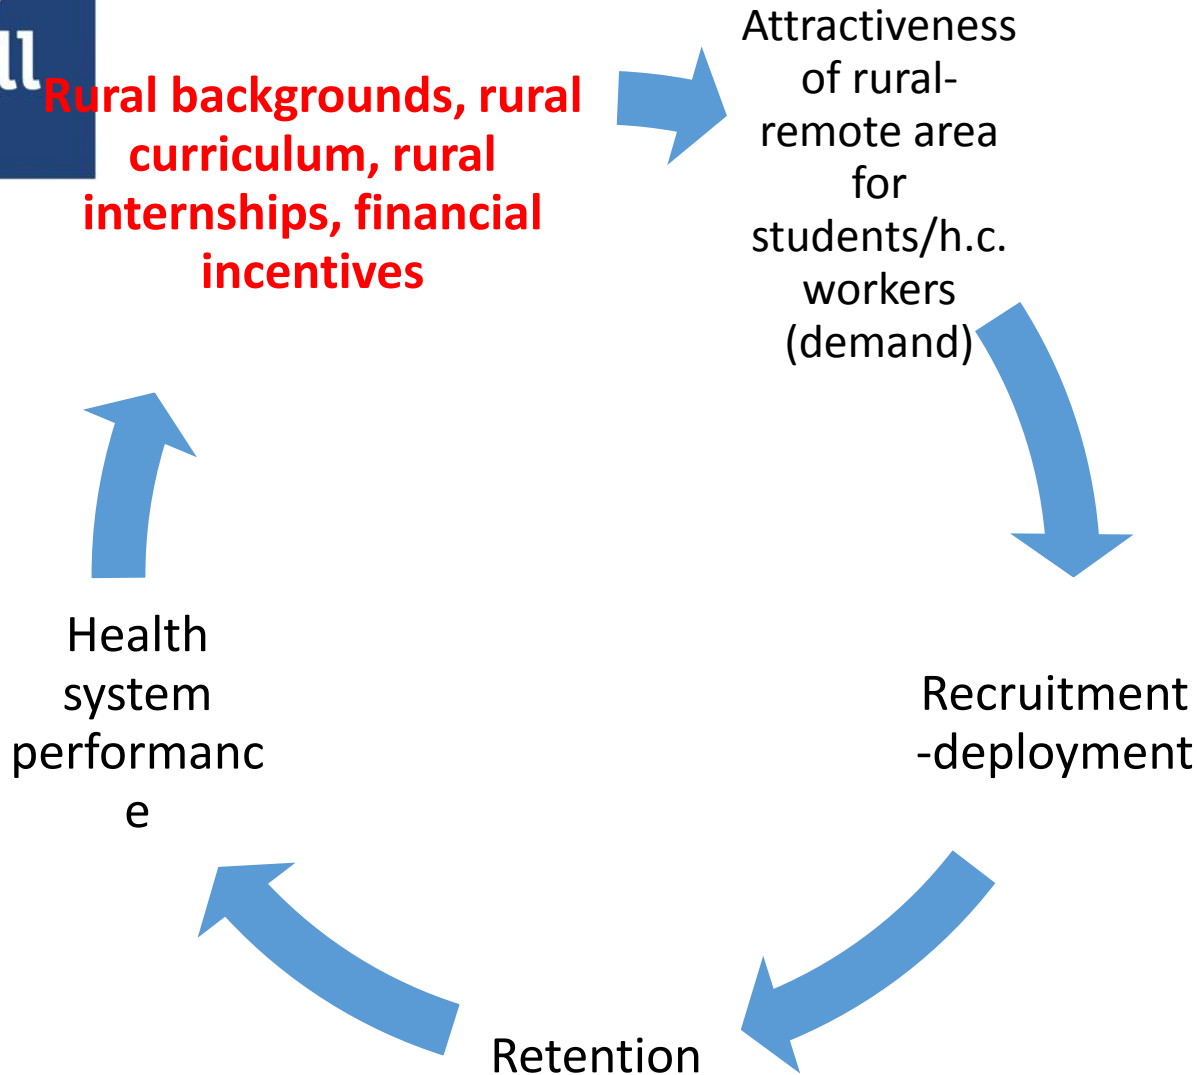 ll
Rural backgrounds, rural
curriculum, rural
internships, financial
incentives
Attractiveness
of rural-
remote area
for
students/h.c.
workers
(demand)
Recruitment
-deployment
Retention
Health
system
performanc
e